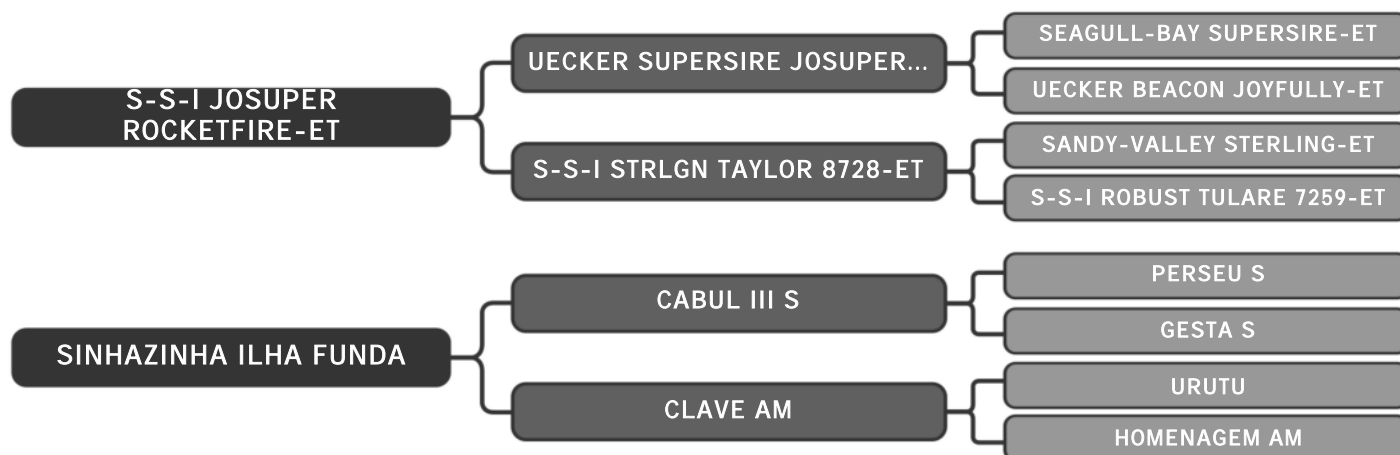 SEAGULL-BAY SUPERSIRE-ET
UECKER SUPERSIRE JOSUPER...
UECKER BEACON JOYFULLY-ET
S-S-I JOSUPER
ROCKETFIRE-ET
SANDY-VALLEY STERLING-ET
S-S-I STRLGN TAYLOR 8728-ET
S-S-I ROBUST TULARE 7259-ET
PERSEU S
CABUL III S
GESTA S
SINHAZINHA ILHA FUNDA
URUTU
CLAVE AM
HOMENAGEM AM